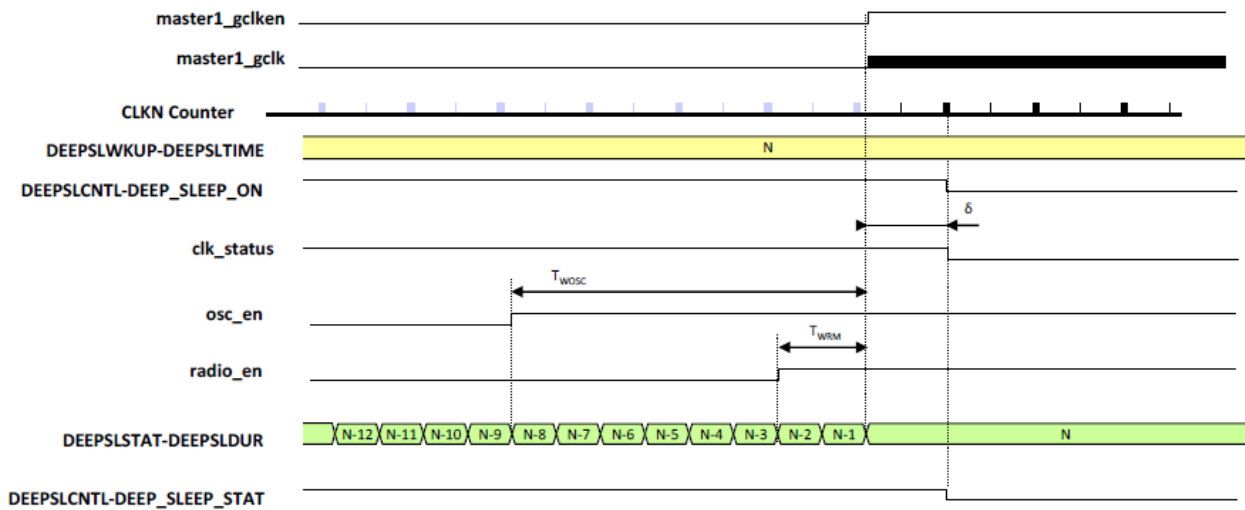 master1_gclken
master1_gclk
CLKN Counter
DEEPSLWKUP-DEEPSLTIME
N
DEEPSLCNTL-DEEP_SLEEP_ON
δ
clk_status
TWOSC
osc_en
TWRM
radio_en
DEEPSLSTAT-DEEPSLDUR
N-12 N-11 N-10 N-9 N-8 N-7 N-6 N-5 N-4 N-3 N-2 N-1 N
DEEPSLCNTL-DEEP_SLEEP_STAT